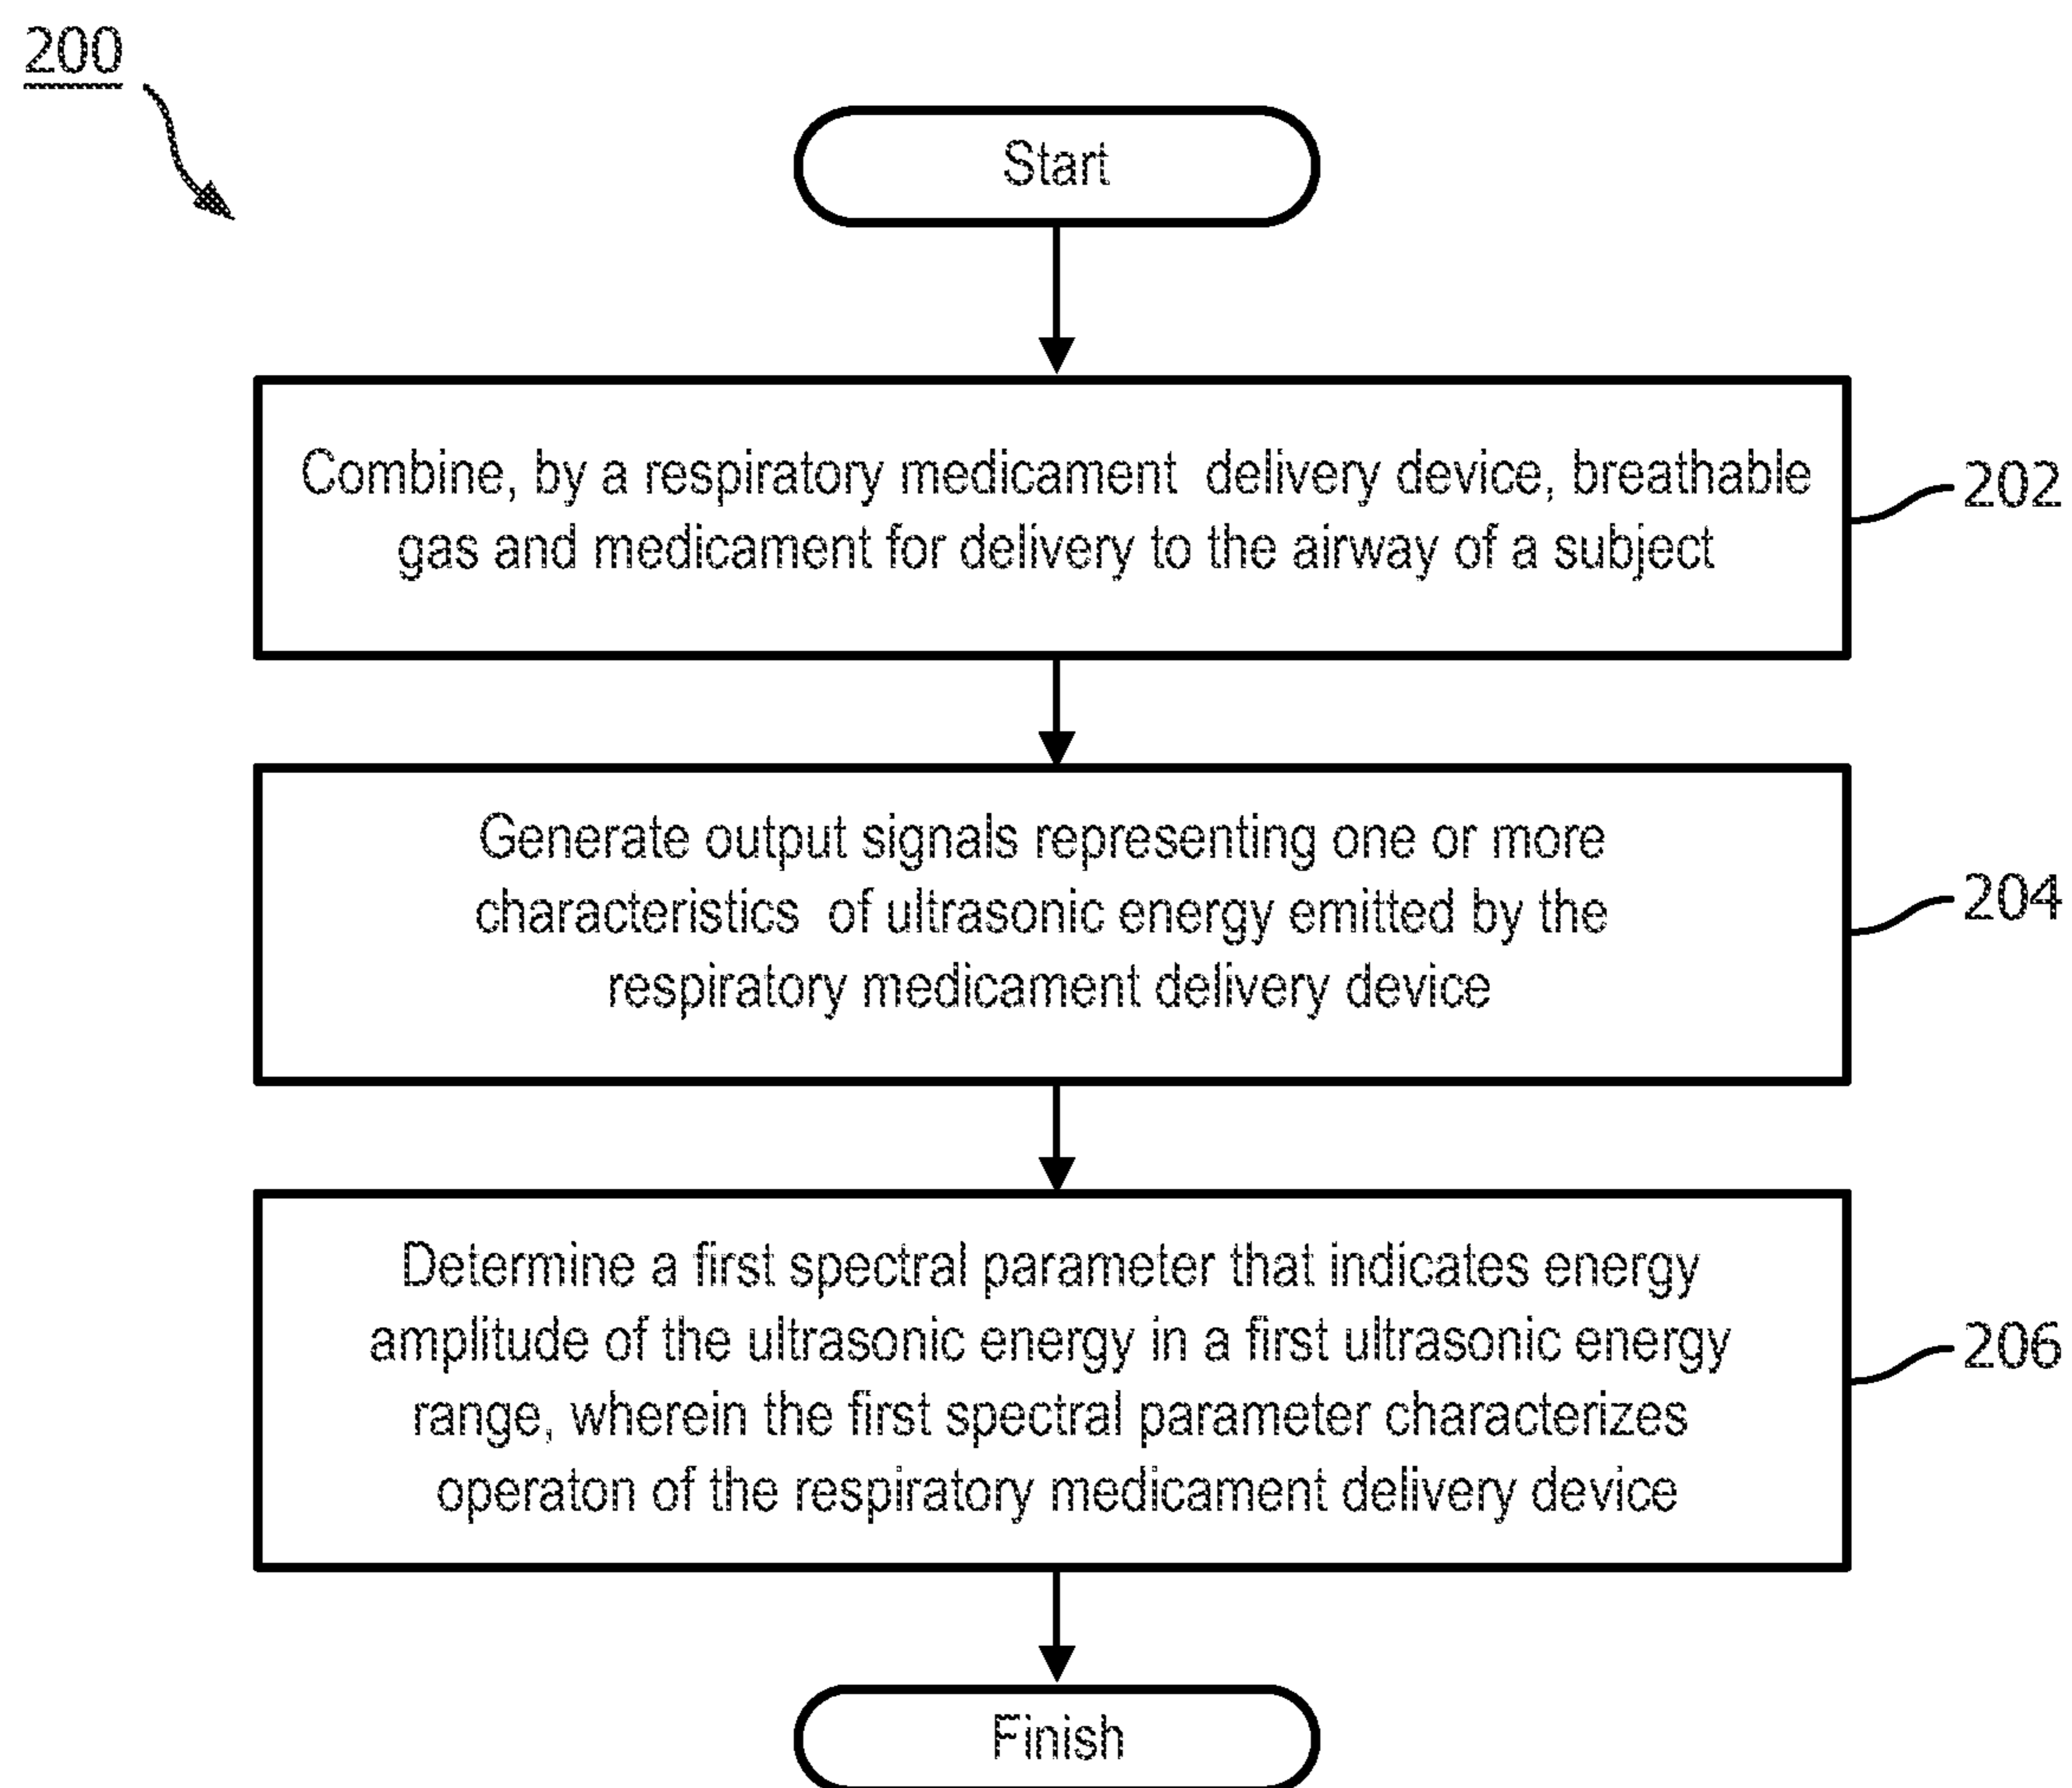 200
Start
Combine, by a respiratory medicament delivery device, breathable
gas and medicament for delivery to the airway of a subject
202
Generate output signals representing one or more
characteristics of ultrasonic energy emitted by the
respiratory medicament delivery device
204
Determine a first spectral parameter that indicates energy
amplitude of the ultrasonic energy in a first ultrasonic energy
range, wherein the first spectral parameter characterizes
operaton of the respiratory medicament delivery device
206
Finish